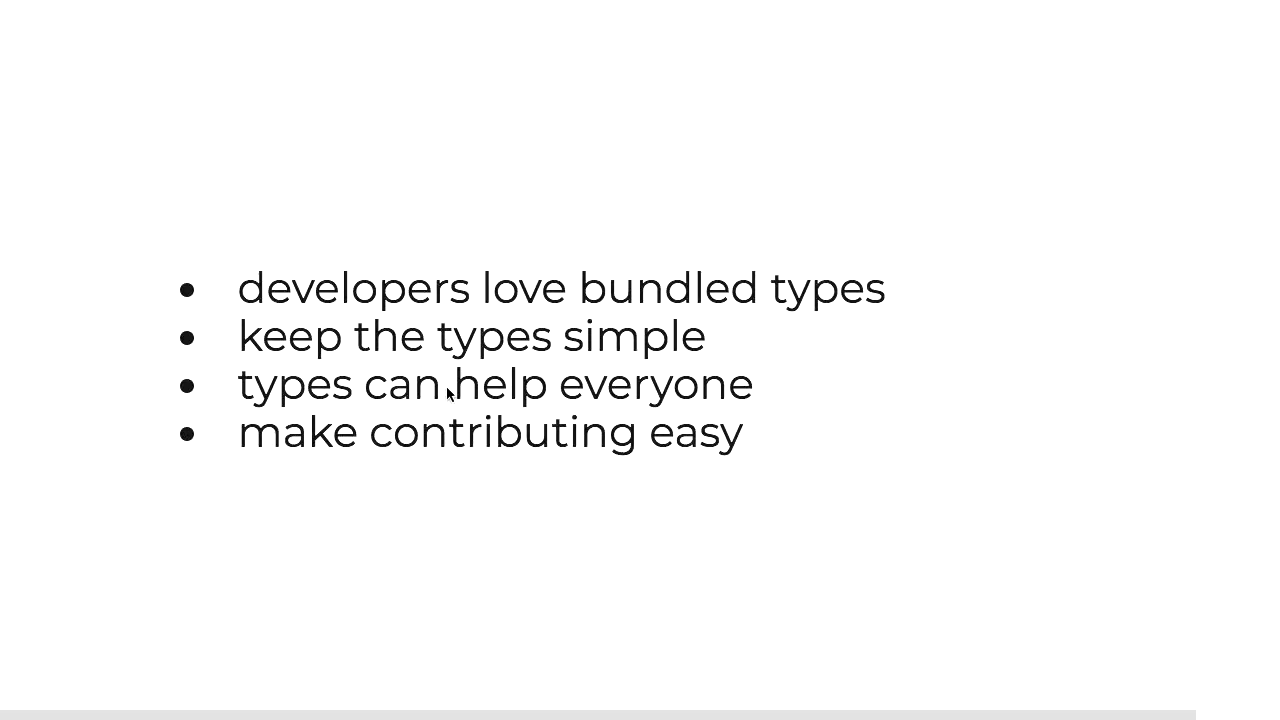 • developers love bundled types
• keep the types simple
• types can help everyone
• make contributing easy